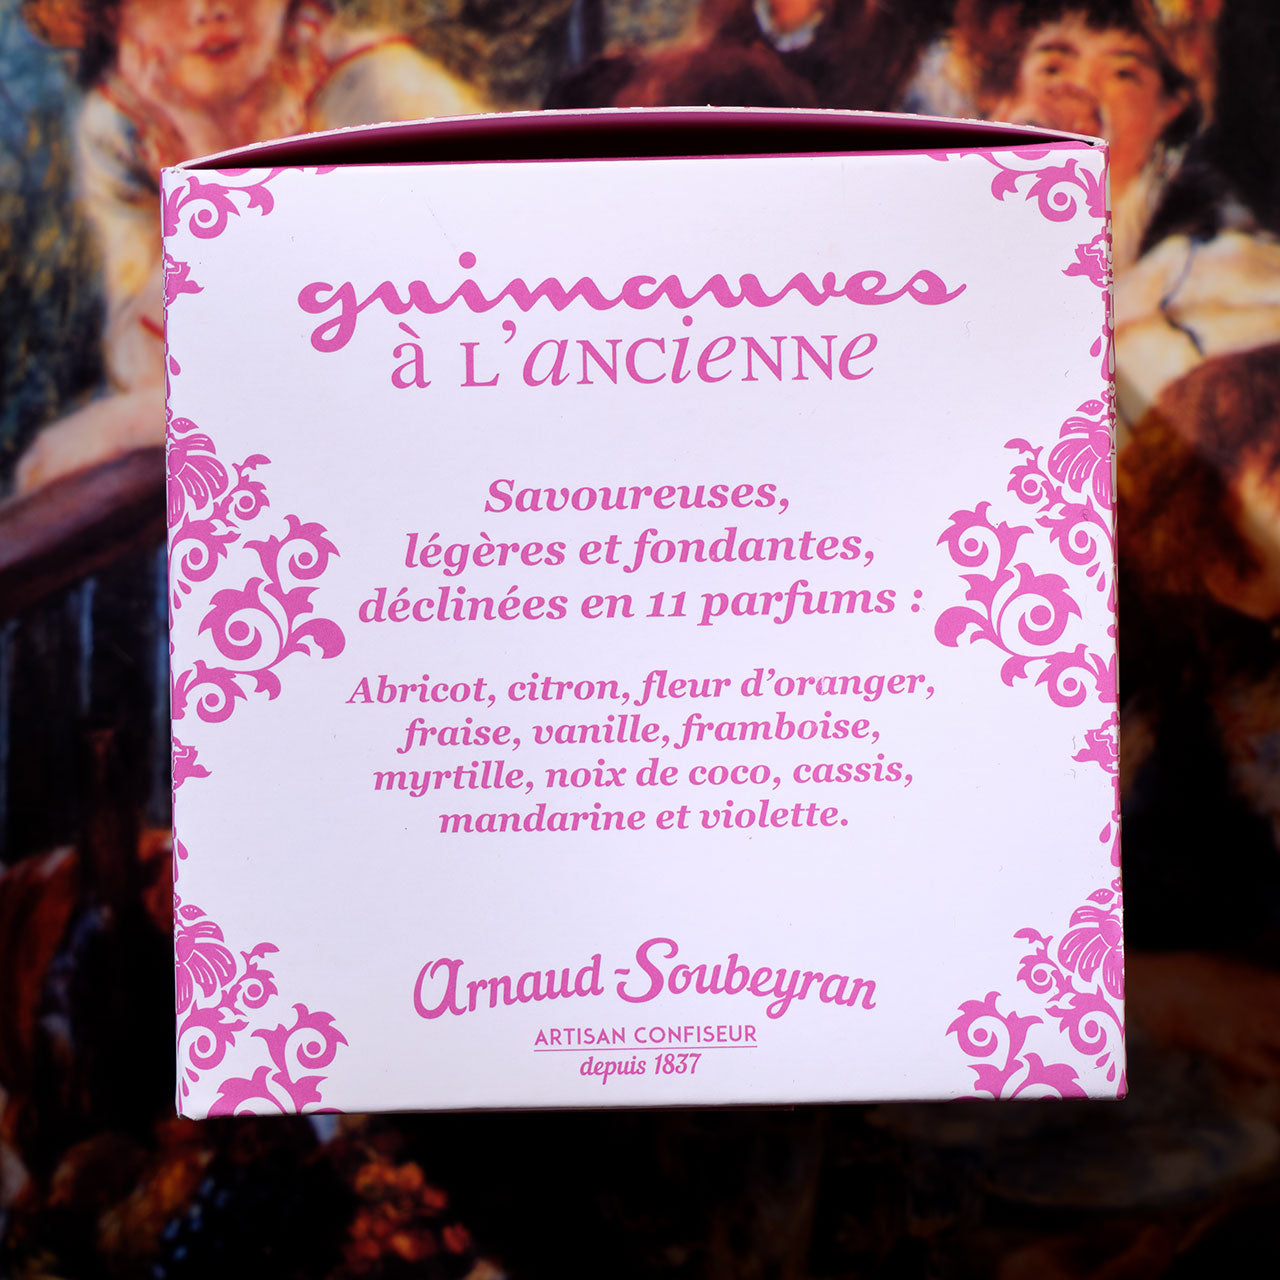 guimauves
à L'ANCieNNe
Savoureuses,
légères et fondantes,
déclinées en 11 parfums :
Abricot, citron, fleur d'oranger,
fraise, vanille, framboise,
myrtille, noix de coco, cassis,
mandarine et violette.
Arnaud-Soubeyran
ARTISAN CONFISEUR
depuis 1837